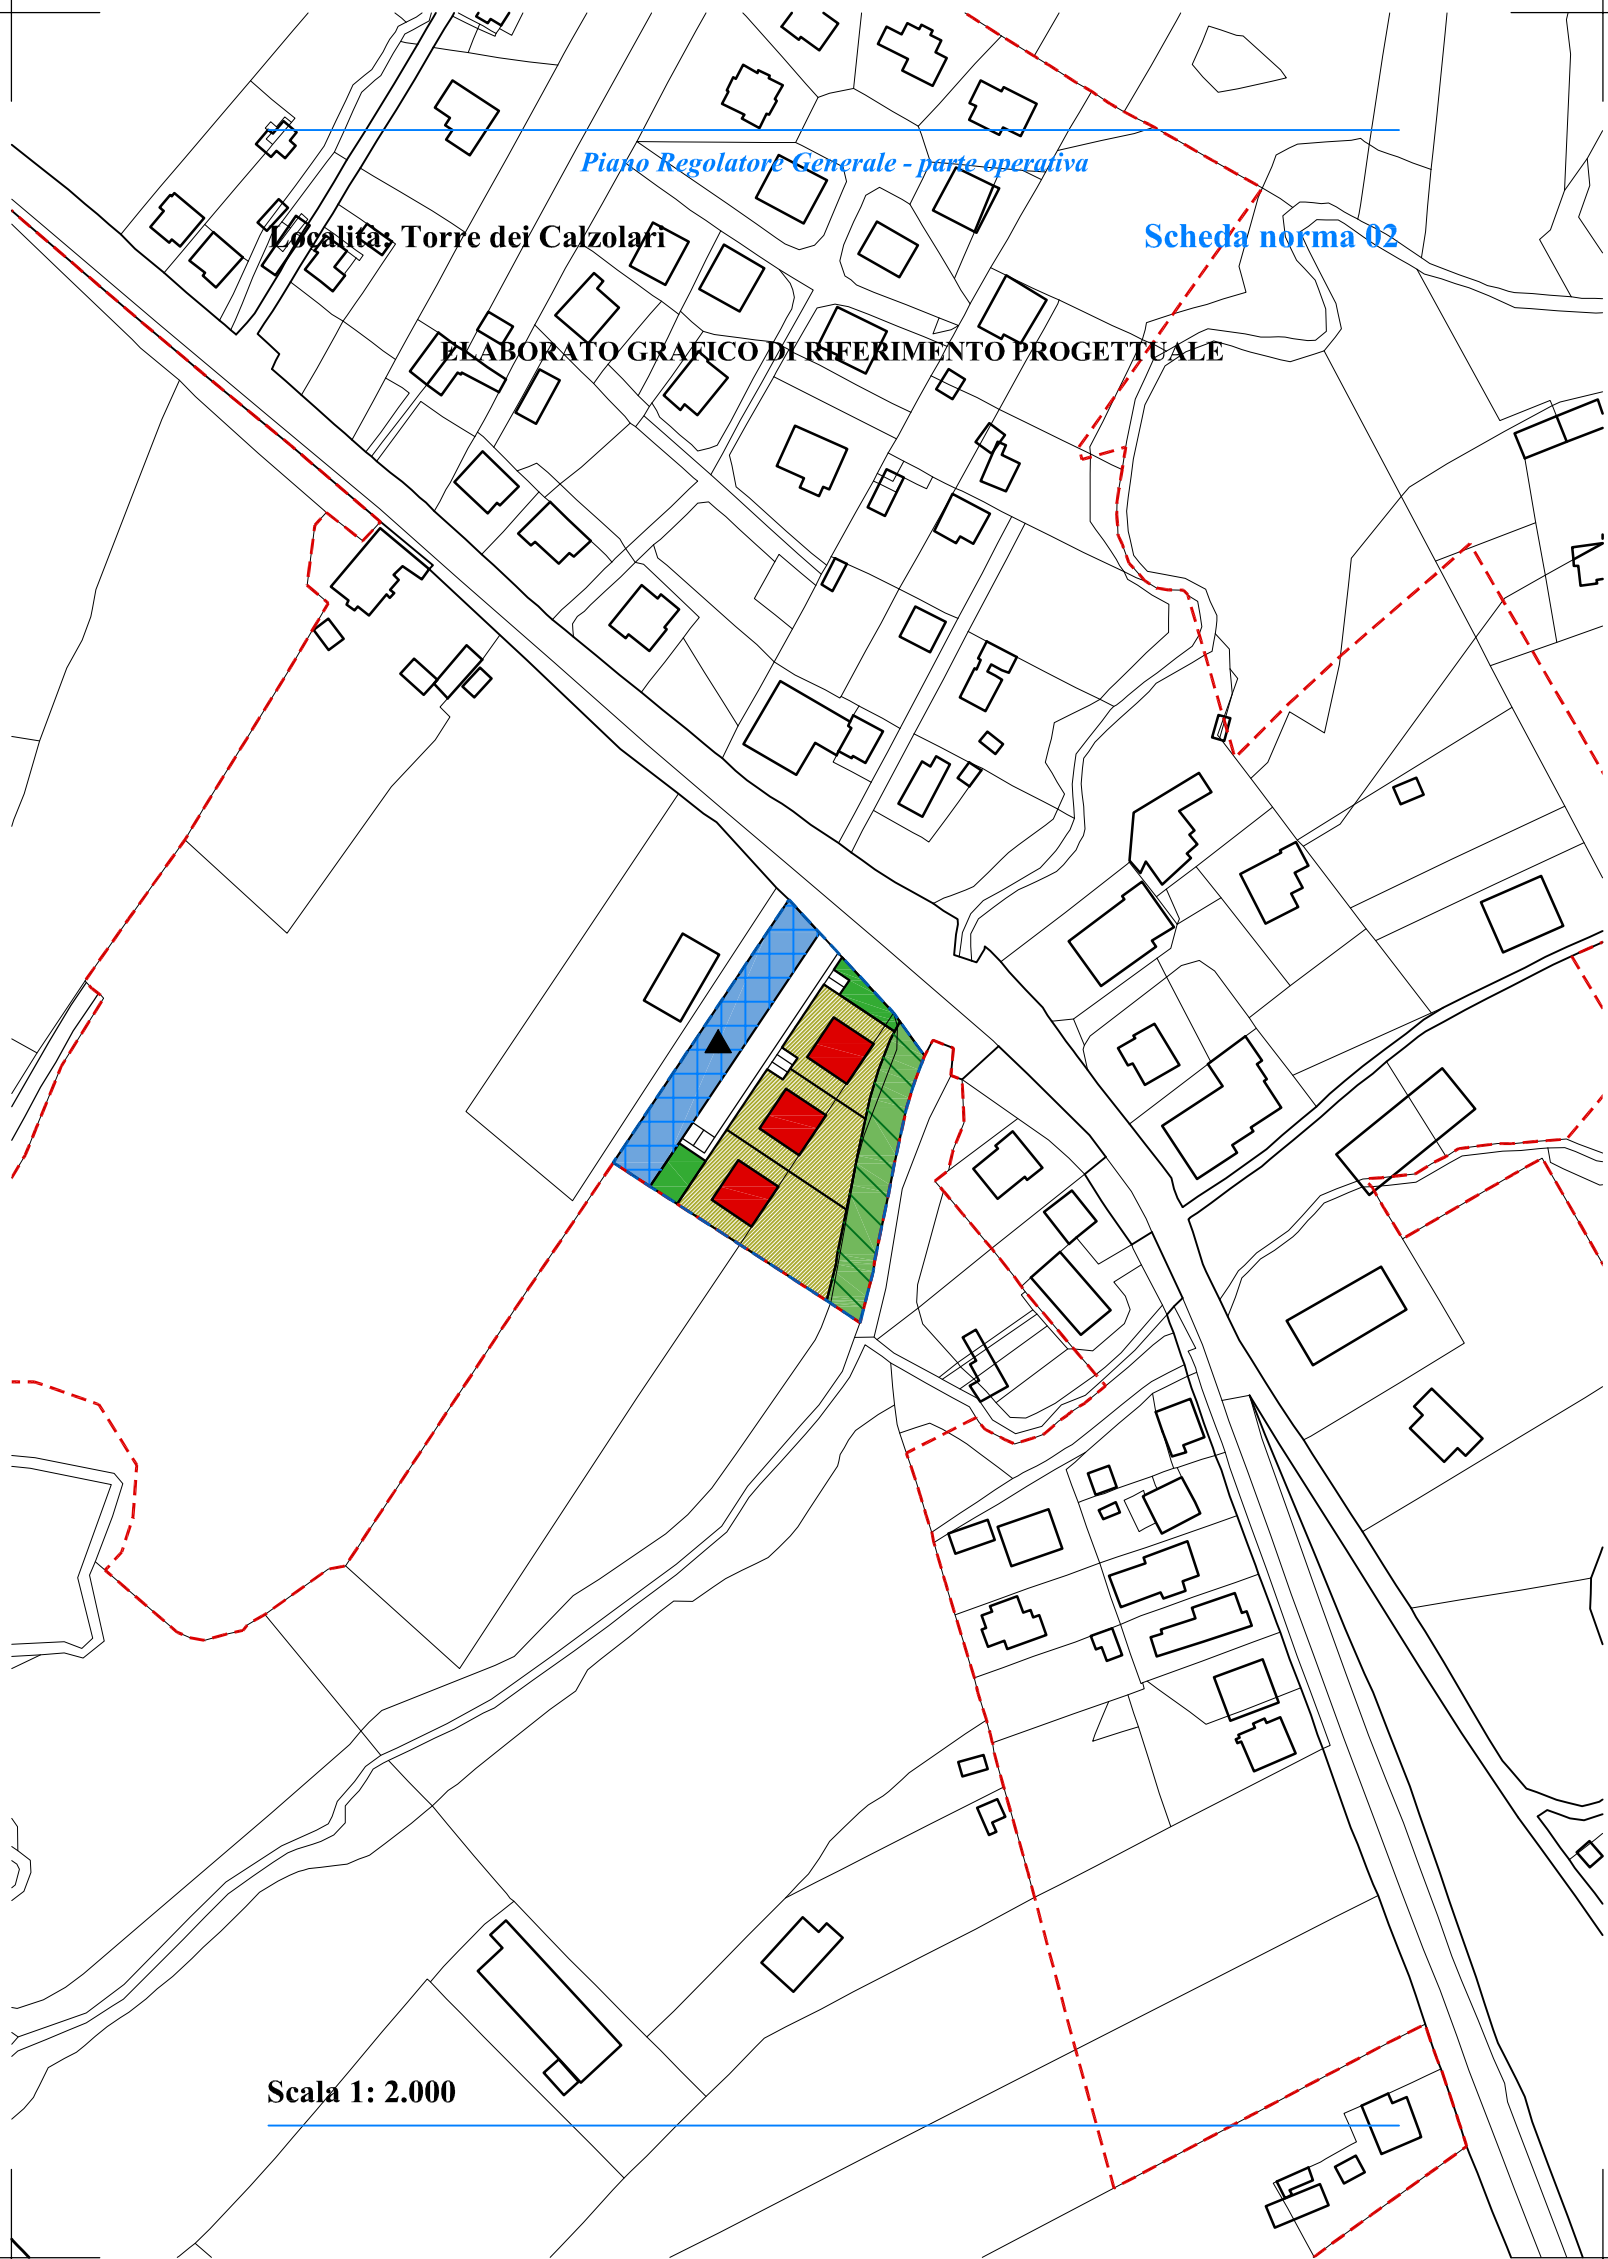 Piano Regolatore Generale - parte operativa
Località: Torre dei Calzolari
Scheda norma 02
ELABORATO GRAFICO DI RIFERIMENTO PROGETTUALE
Scala 1: 2.000